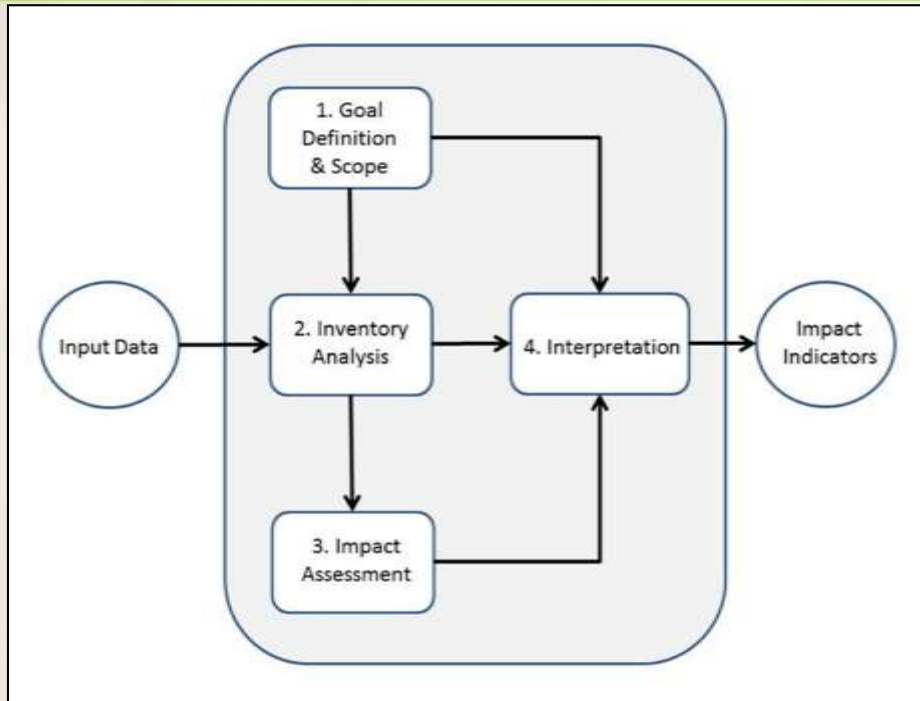 1. Goal
Definition
& Scope
Input Data
2. Inventory
Analysis
4. Interpretation
Impact
Indicators
3. Impact
Assessment